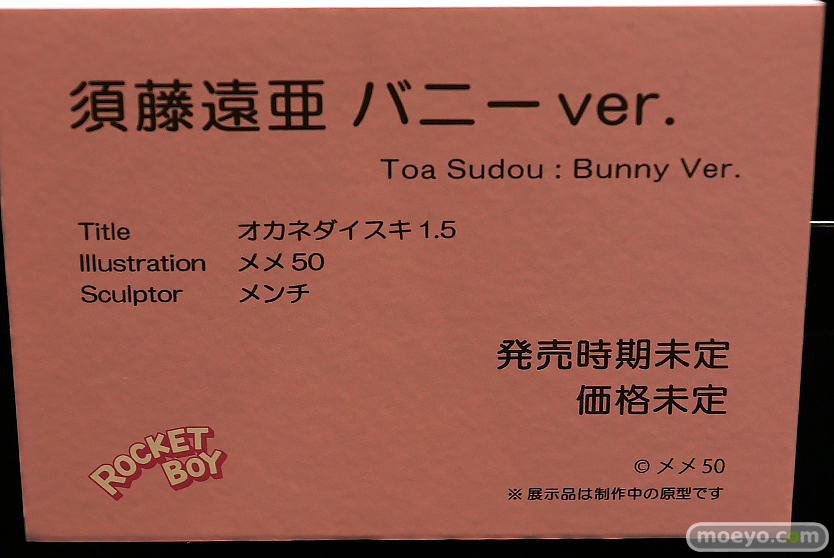 須藤遠亜 バニーver.
Toa Sudou : Bunny Ver.
Title オカネダイスキ1.5
Illustration メメ50
Sculptor メンチ
発売時期未定
価格未定
ROCKET
BOY
© メメ50
※展示品は制作中の原型です
moeyo.com